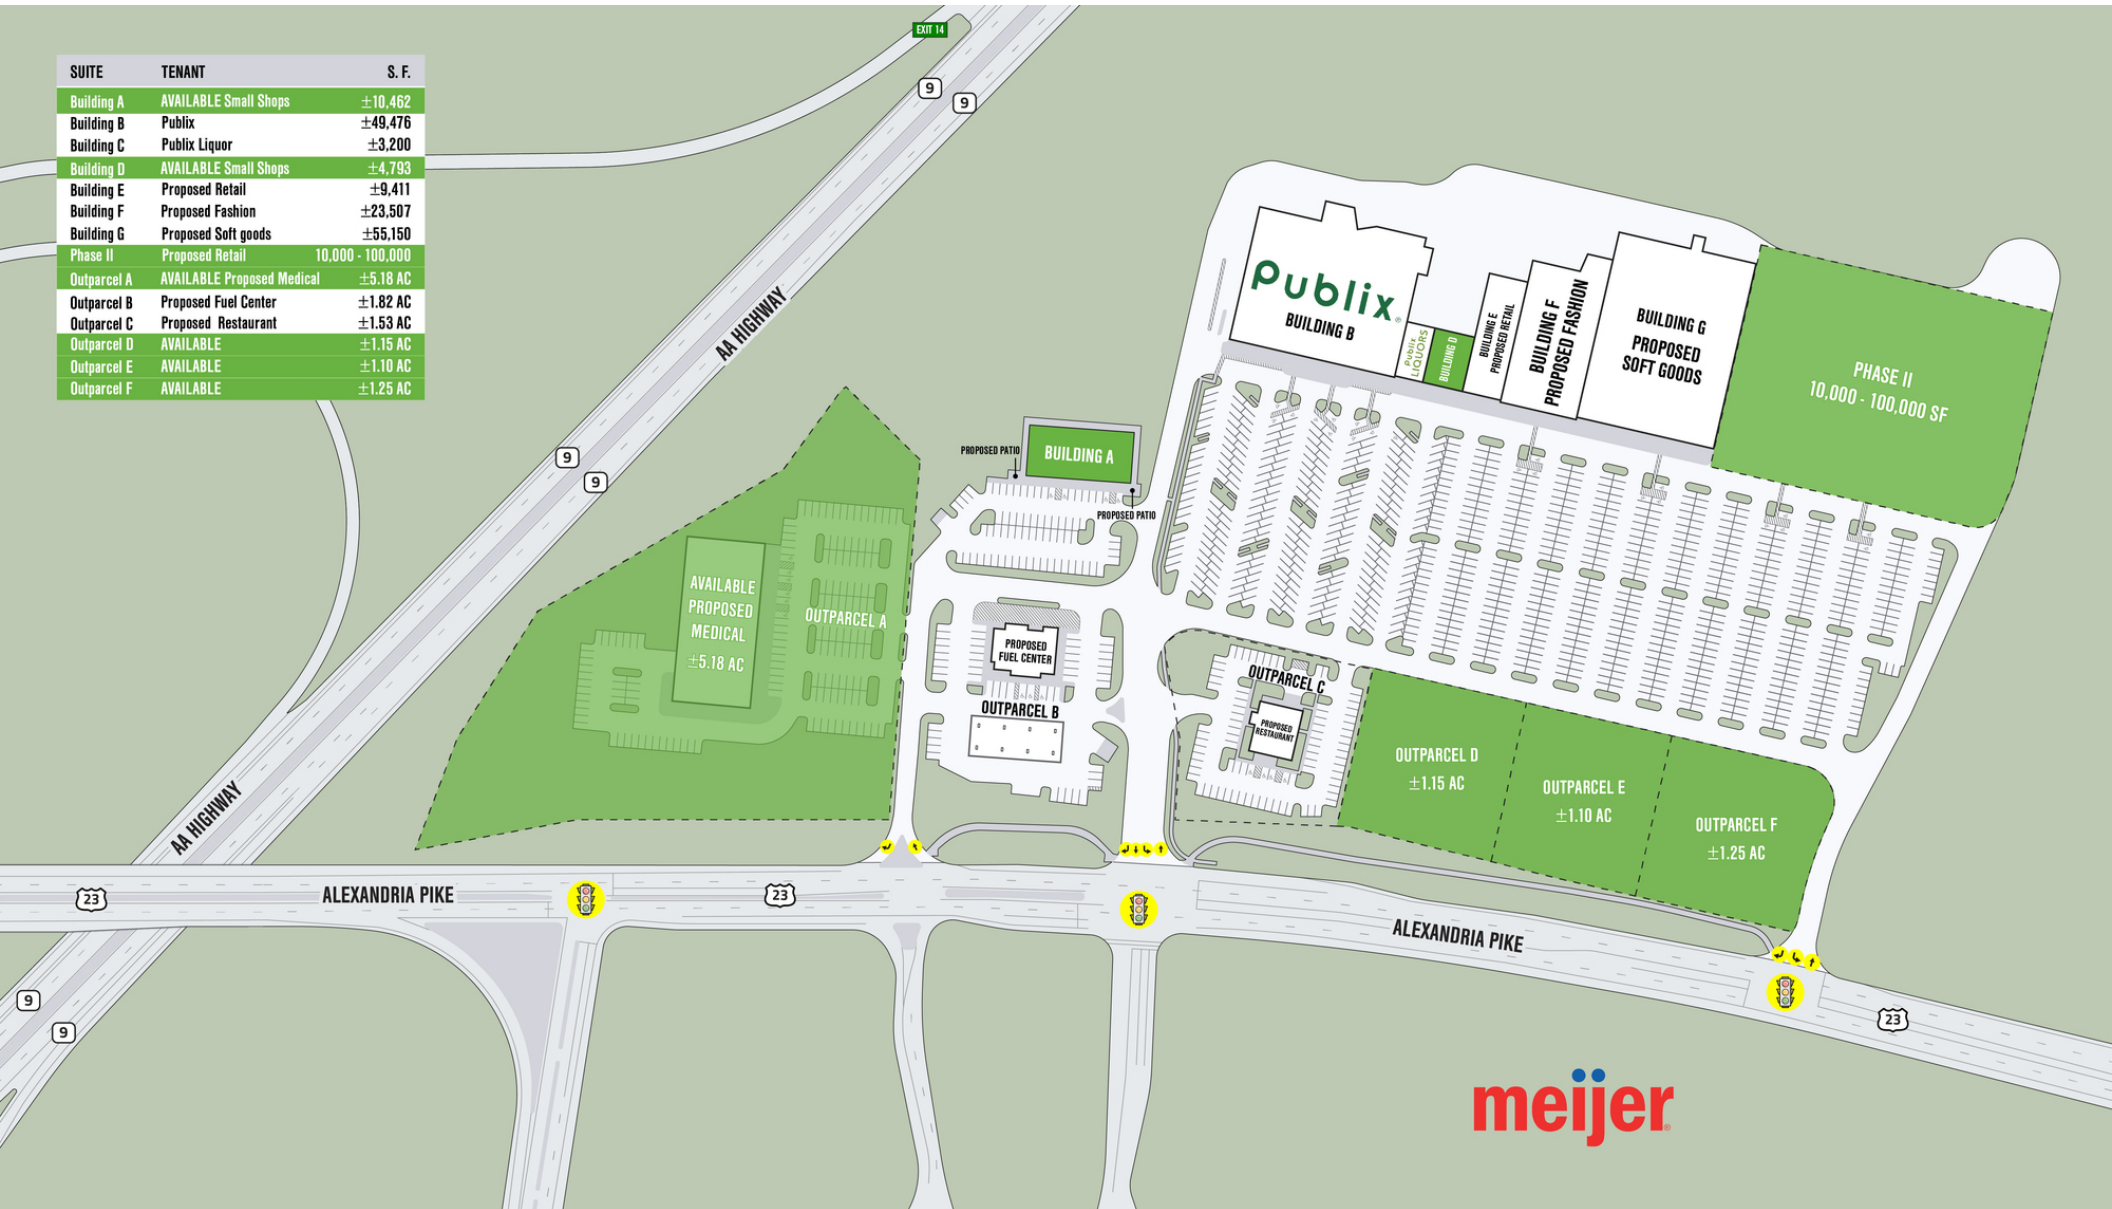 EXIT 14
9
9
SUITE TENANT S. F.
Building A AVAILABLE Small Shops ±10,462
Building B Publix ±49,476
Building C Publix Liquor ±3,200
Building D AVAILABLE Small Shops ±4,793
Building E Proposed Retail ±9,411
Building F Proposed Fashion ±23,507
Building G Proposed Soft goods ±55,150
Phase II Proposed Retail 10,000 - 100,000
Outparcel A AVAILABLE Proposed Medical ±5.18 AC
Outparcel B Proposed Fuel Center ±1.82 AC
Outparcel C Proposed Restaurant ±1.53 AC
Outparcel D AVAILABLE ±1.15 AC
Outparcel E AVAILABLE ±1.10 AC
Outparcel F AVAILABLE ±1.25 AC
AA HIGHWAY
Publix®
BUILDING B
Publix
LIQUORS
BUILDING D
BUILDING E
PROPOSED RETAIL
BUILDING F
PROPOSED FASHION
BUILDING G
PROPOSED
SOFT GOODS
PHASE II
10,000 - 100,000 SF
9
9
PROPOSED PATIO
BUILDING A
PROPOSED PATIO
AVAILABLE
PROPOSED
MEDICAL
±5.18 AC
OUTPARCEL A
PROPOSED
FUEL CENTER
OUTPARCEL B
OUTPARCEL C
PROPOSED
RESTAURANT
OUTPARCEL D
±1.15 AC
OUTPARCEL E
±1.10 AC
OUTPARCEL F
±1.25 AC
AA HIGHWAY
23
ALEXANDRIA PIKE
23
ALEXANDRIA PIKE
23
9
9
meijer®